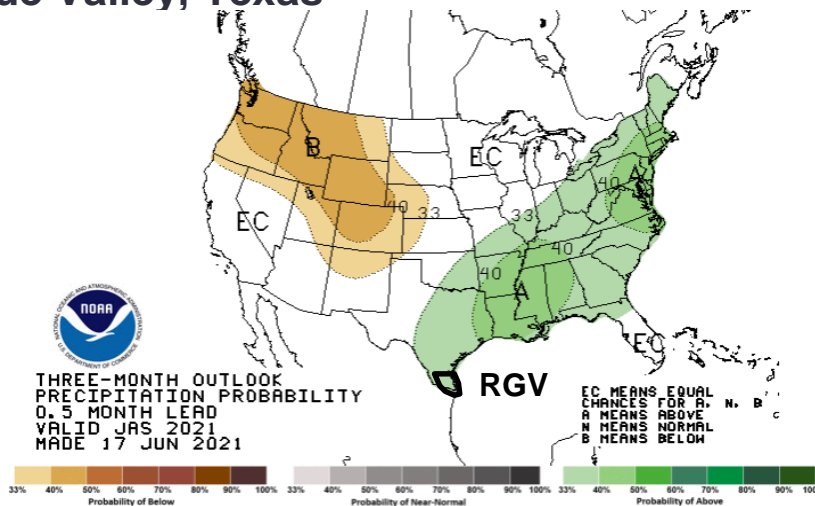 Valley, Texas
B
EC
EC
40
33
33
40
A
40
40
A
EC
NOAA
NATIONAL OCEANIC AND ATMOSPHERIC ADMINISTRATION
U.S. DEPARTMENT OF COMMERCE
RGV
THREE-MONTH OUTLOOK
PRECIPITATION PROBABILITY
0.5 MONTH LEAD
VALID JAS 2021
MADE 17 JUN 2021
EC MEANS EQUAL
CHANCES FOR A, N, B
A MEANS ABOVE
N MEANS NORMAL
B MEANS BELOW
33% 40% 50% 60% 70% 80% 90% 100%
Probability of Below
33% 40% 50% 60% 70% 80% 90% 100%
Probability of Near-Normal
33% 40% 50% 60% 70% 80% 90% 100
Probability of Above